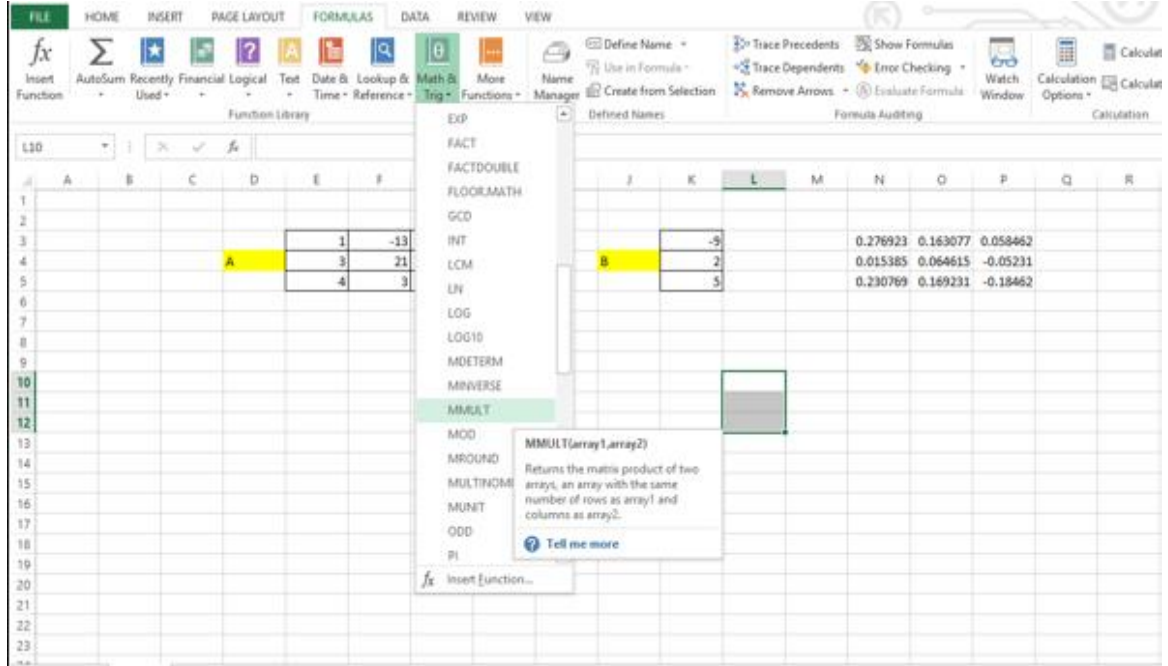 FILE HOME INSERT PAGE LAYOUT FORMULAS DATA REVIEW VIEW
fx Insert Function
Σ AutoSum
Recently Used
Financial
Logical
Text
Date & Time
Lookup & Reference
Math & Trig
More Functions
Function Library
Name Manager
Define Name
Use in Formula
Create from Selection
Defined Names
Trace Precedents
Trace Dependents
Remove Arrows
Show Formulas
Error Checking
Evaluate Formula
Formula Auditing
Watch Window
Calculation Options
Calculat
Calculat
Calculation
L10 fx
A B C D E F J K L M N O P Q R
1
2
3 1 -13 -9 0.276923 0.163077 0.058462
4 A 3 21 B 2 0.015385 0.064615 -0.05231
5 4 3 5 0.230769 0.169231 -0.18462
6
7
8
9
10
11
12
13
14
15
16
17
18
19
20
21
22
23
EXP
FACT
FACTDOUBLE
FLOOR.MATH
GCD
INT
LCM
LN
LOG
LOG10
MDETERM
MINVERSE
MMULT
MOD
MROUND
MULTINOMI
MUNIT
ODD
PI
fx Insert Function...
MMULT(array1,array2)
Returns the matrix product of two
arrays, an array with the same
number of rows as array1 and
columns as array2.
Tell me more